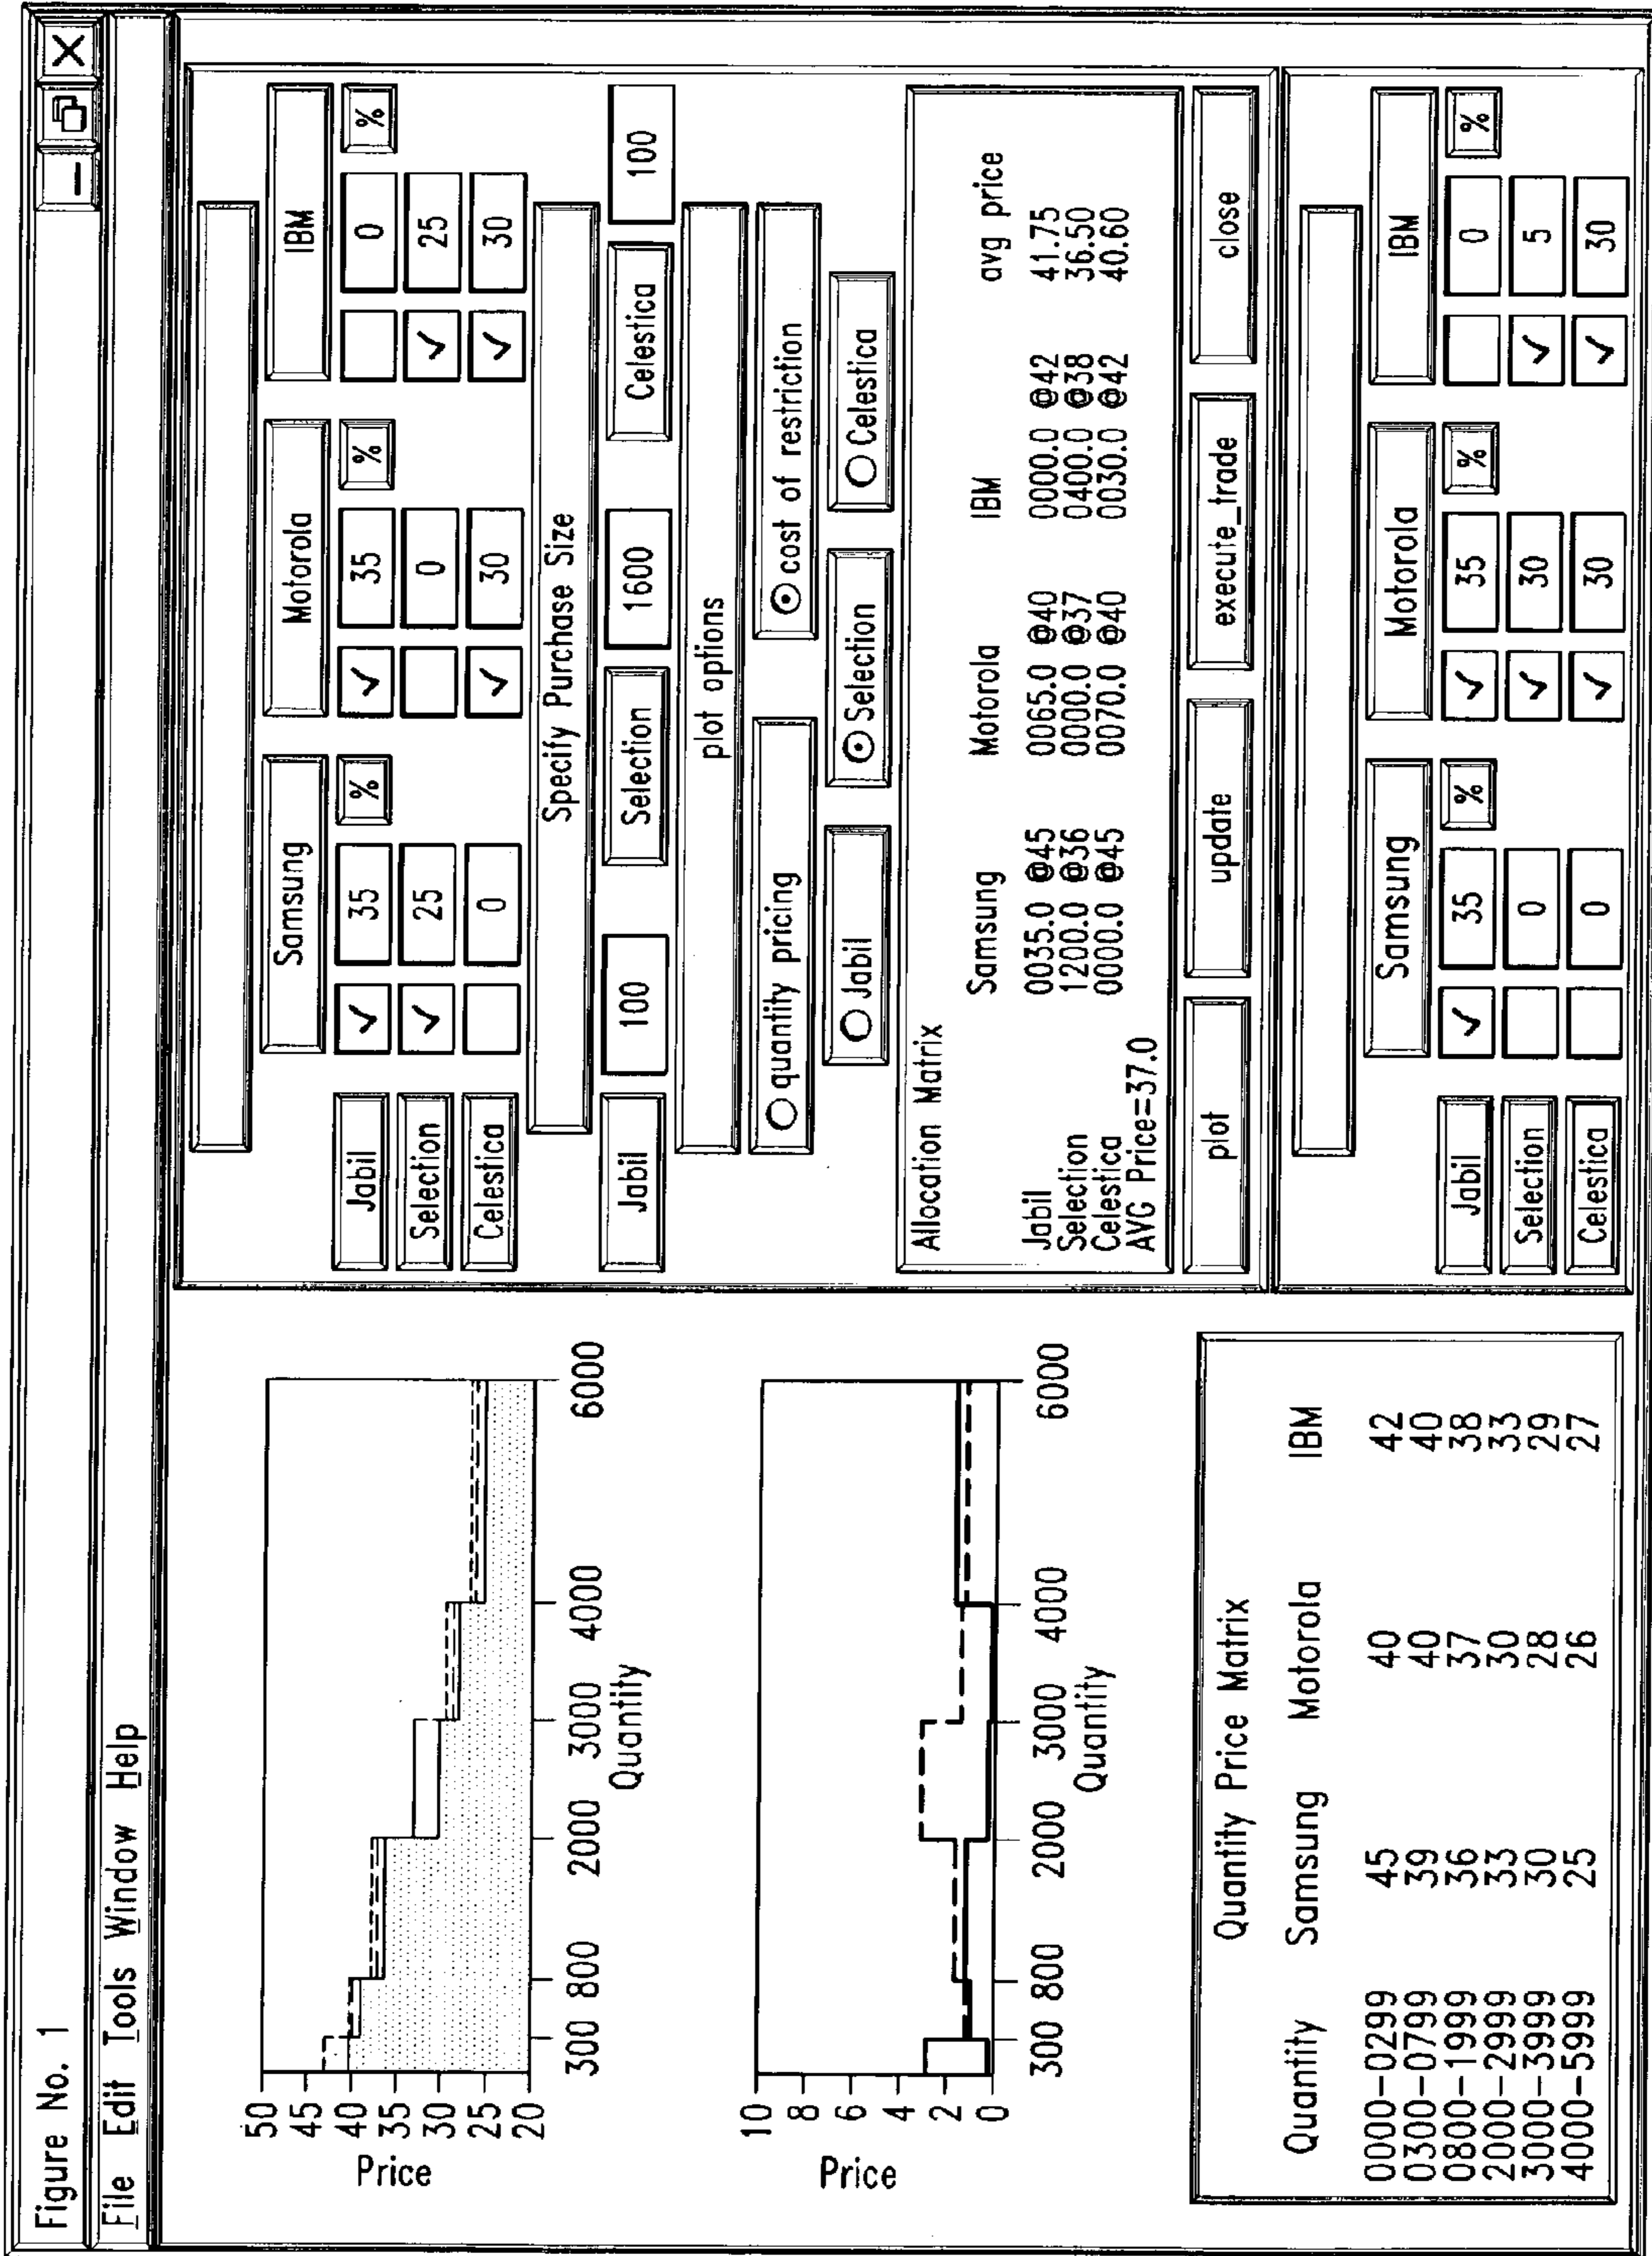 Figure No. 1
File Edit Tools Window Help
50
45
40
35
30
25
20
Price
300 800 2000 3000 4000 6000
Quantity
10
8
6
4
2
0
Price
300 800 2000 3000 4000 6000
Quantity
Quantity Price Matrix
Quantity Samsung Motorola IBM
0000-0299 45 40 42
0300-0799 39 40 40
0800-1999 36 37 38
2000-2999 33 30 33
3000-3999 30 28 29
4000-5999 25 26 27
Samsung Motorola IBM
Jabil ✓ 35 % ✓ 35 % 0 %
Selection ✓ 25 0 ✓ 25
Celestica 0 ✓ 30 ✓ 30
Specify Purchase Size
Jabil 100 Selection 1600 Celestica 100
plot options
quantity pricing cost of restriction
Jabil Selection Celestica
Allocation Matrix
Samsung Motorola IBM avg price
Jabil 0035.0 @45 0065.0 @40 0000.0 @42 41.75
Selection 1200.0 @36 0000.0 @37 0400.0 @38 36.50
Celestica 0000.0 @45 0070.0 @40 0030.0 @42 40.60
AVG Price=37.0
plot update execute_trade close
Samsung Motorola IBM
Jabil ✓ 35 % ✓ 35 % 0 %
Selection 0 ✓ 30 ✓ 5
Celestica 0 ✓ 30 ✓ 30